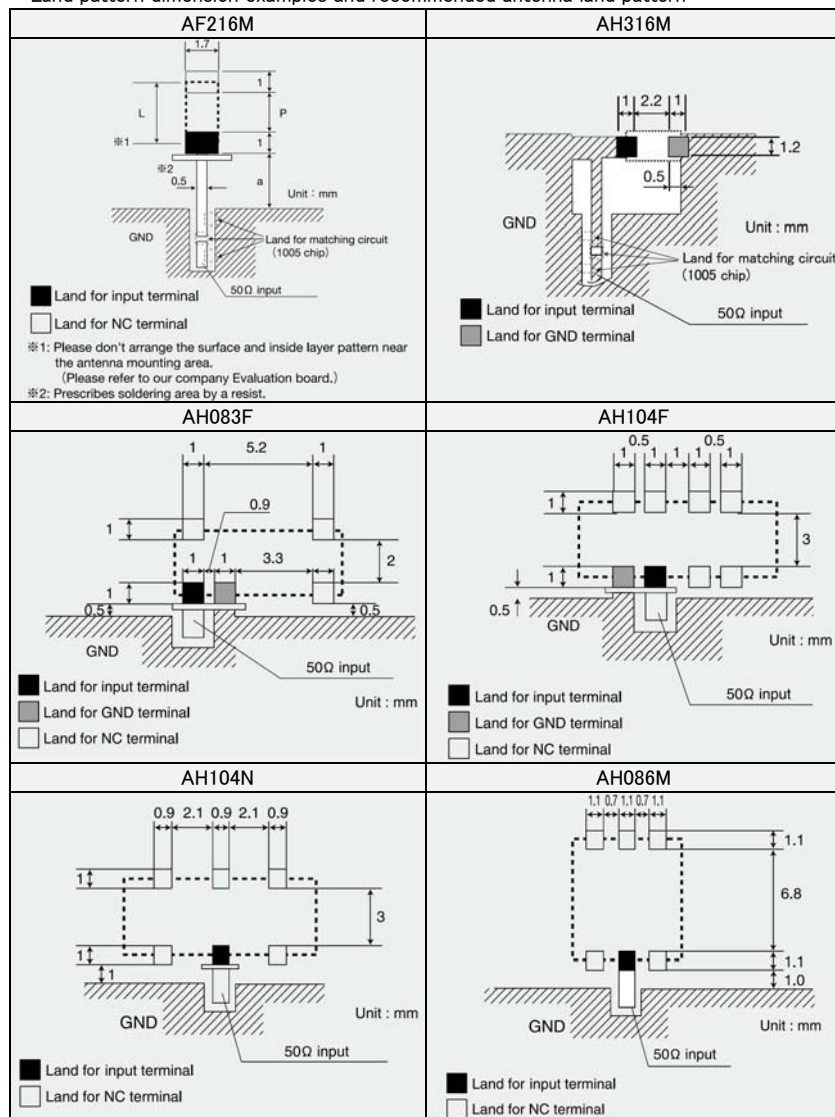 Land pattern dimension examples and recommended antenna land pattern
AF216M
1.7
1
L
P
※1
1
※2
0.5
a
Unit : mm
GND
Land for matching circuit
(1005 chip)
50Ω input
Land for input terminal
Land for NC terminal
※1: Please don't arrange the surface and inside layer pattern near
the antenna mounting area.
(Please refer to our company Evaluation board.)
※2: Prescribes soldering area by a resist.
AH316M
1 2.2 1
1.2
0.5
GND
Unit : mm
Land for matching circuit
(1005 chip)
50Ω input
Land for input terminal
Land for GND terminal
AH083F
1 5.2 1
0.9
1
1 1 3.3
2
1
0.5
0.5
GND
50Ω input
Land for input terminal
Unit : mm
Land for GND terminal
Land for NC terminal
AH104F
0.5 0.5
1 1 1 1 1
1
3
1
0.5
GND
Unit : mm
50Ω input
Land for input terminal
Land for GND terminal
Land for NC terminal
AH104N
0.9 2.1 0.9 2.1 0.9
1
3
1
1
Unit : mm
GND
50Ω input
Land for input terminal
Land for NC terminal
AH086M
1.1 0.7 1.1 0.7 1.1
1.1
6.8
1.1
1.0
GND
Unit : mm
50Ω input
Land for input terminal
Land for NC terminal